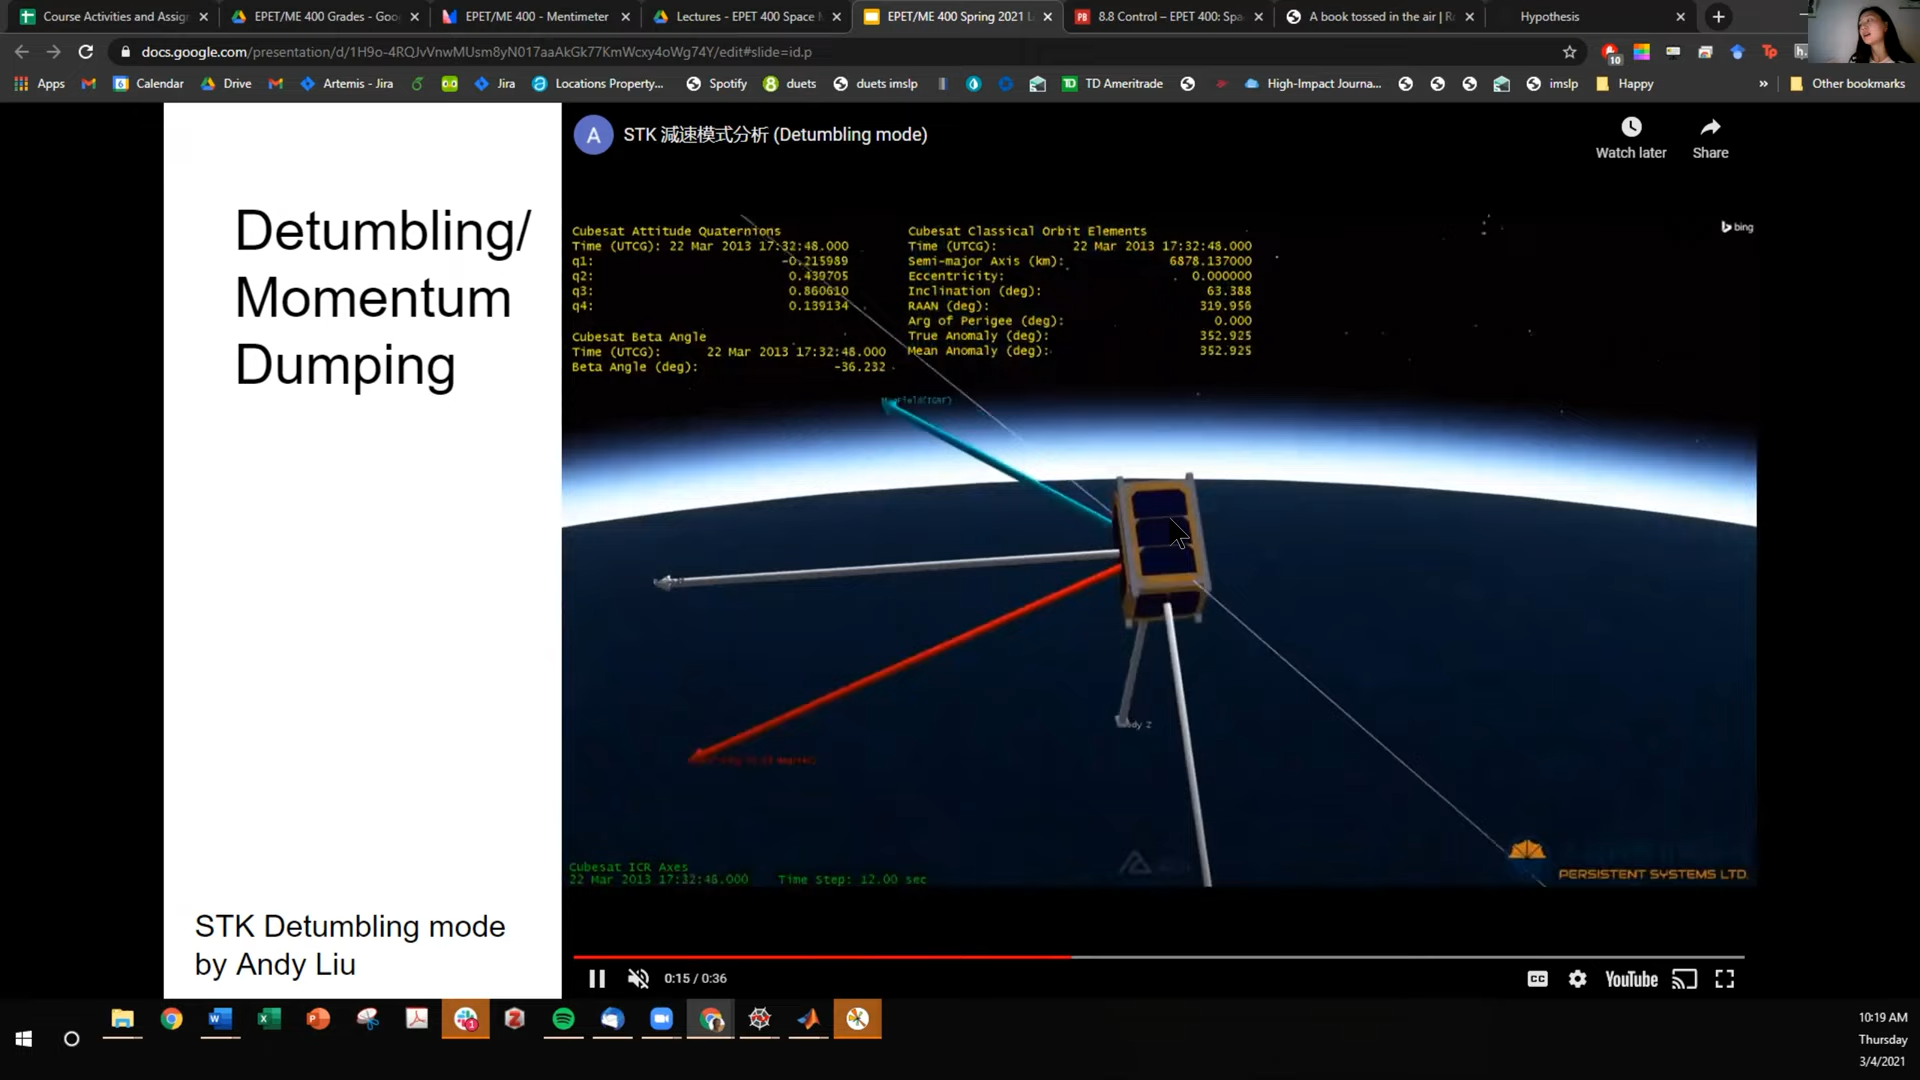 Course Activities and Assig
EPET/ME 400 Grades - Goo
EPET/ME 400 - Mentimeter
Lectures - EPET 400 Space M
EPET/ME 400 Spring 2021 L
8.8 Control – EPET 400: Spa
A book tossed in the air | R
Hypothesis
docs.google.com/presentation/d/1H9o-4RQJvVnwMUsm8yN017aaAkGk77KmWcxy4oWg74Y/edit#slide=id.p
10
Apps
Calendar
Drive
Artemis - Jira
Jira
Locations Property...
Spotify
duets
duets imslp
TD Ameritrade
High-Impact Journa...
imslp
Happy
»
Other bookmarks
Detumbling/
Momentum
Dumping
STK Detumbling mode
by Andy Liu
A
STK 減速模式分析 (Detumbling mode)
Watch later
Share
bing
Cubesat Attitude Quaternions
Time (UTCG): 22 Mar 2013 17:32:48.000
q1: -0.215989
q2: 0.439705
q3: 0.860610
q4: 0.139134
Cubesat Beta Angle
Time (UTCG): 22 Mar 2013 17:32:48.000
Beta Angle (deg): -36.232
Cubesat Classical Orbit Elements
Time (UTCG): 22 Mar 2013 17:32:48.000
Semi-major Axis (km): 6878.137000
Eccentricity: 0.000000
Inclination (deg): 63.388
RAAN (deg): 319.956
Arg of Perigee (deg): 0.000
True Anomaly (deg): 352.925
Mean Anomaly (deg): 352.925
Cubesat ICR Axes
22 Mar 2013 17:32:48.000 Time Step: 12.00 sec
PERSISTENT SYSTEMS LTD.
0:15 / 0:36
CC
YouTube
10:19 AM
Thursday
3/4/2021